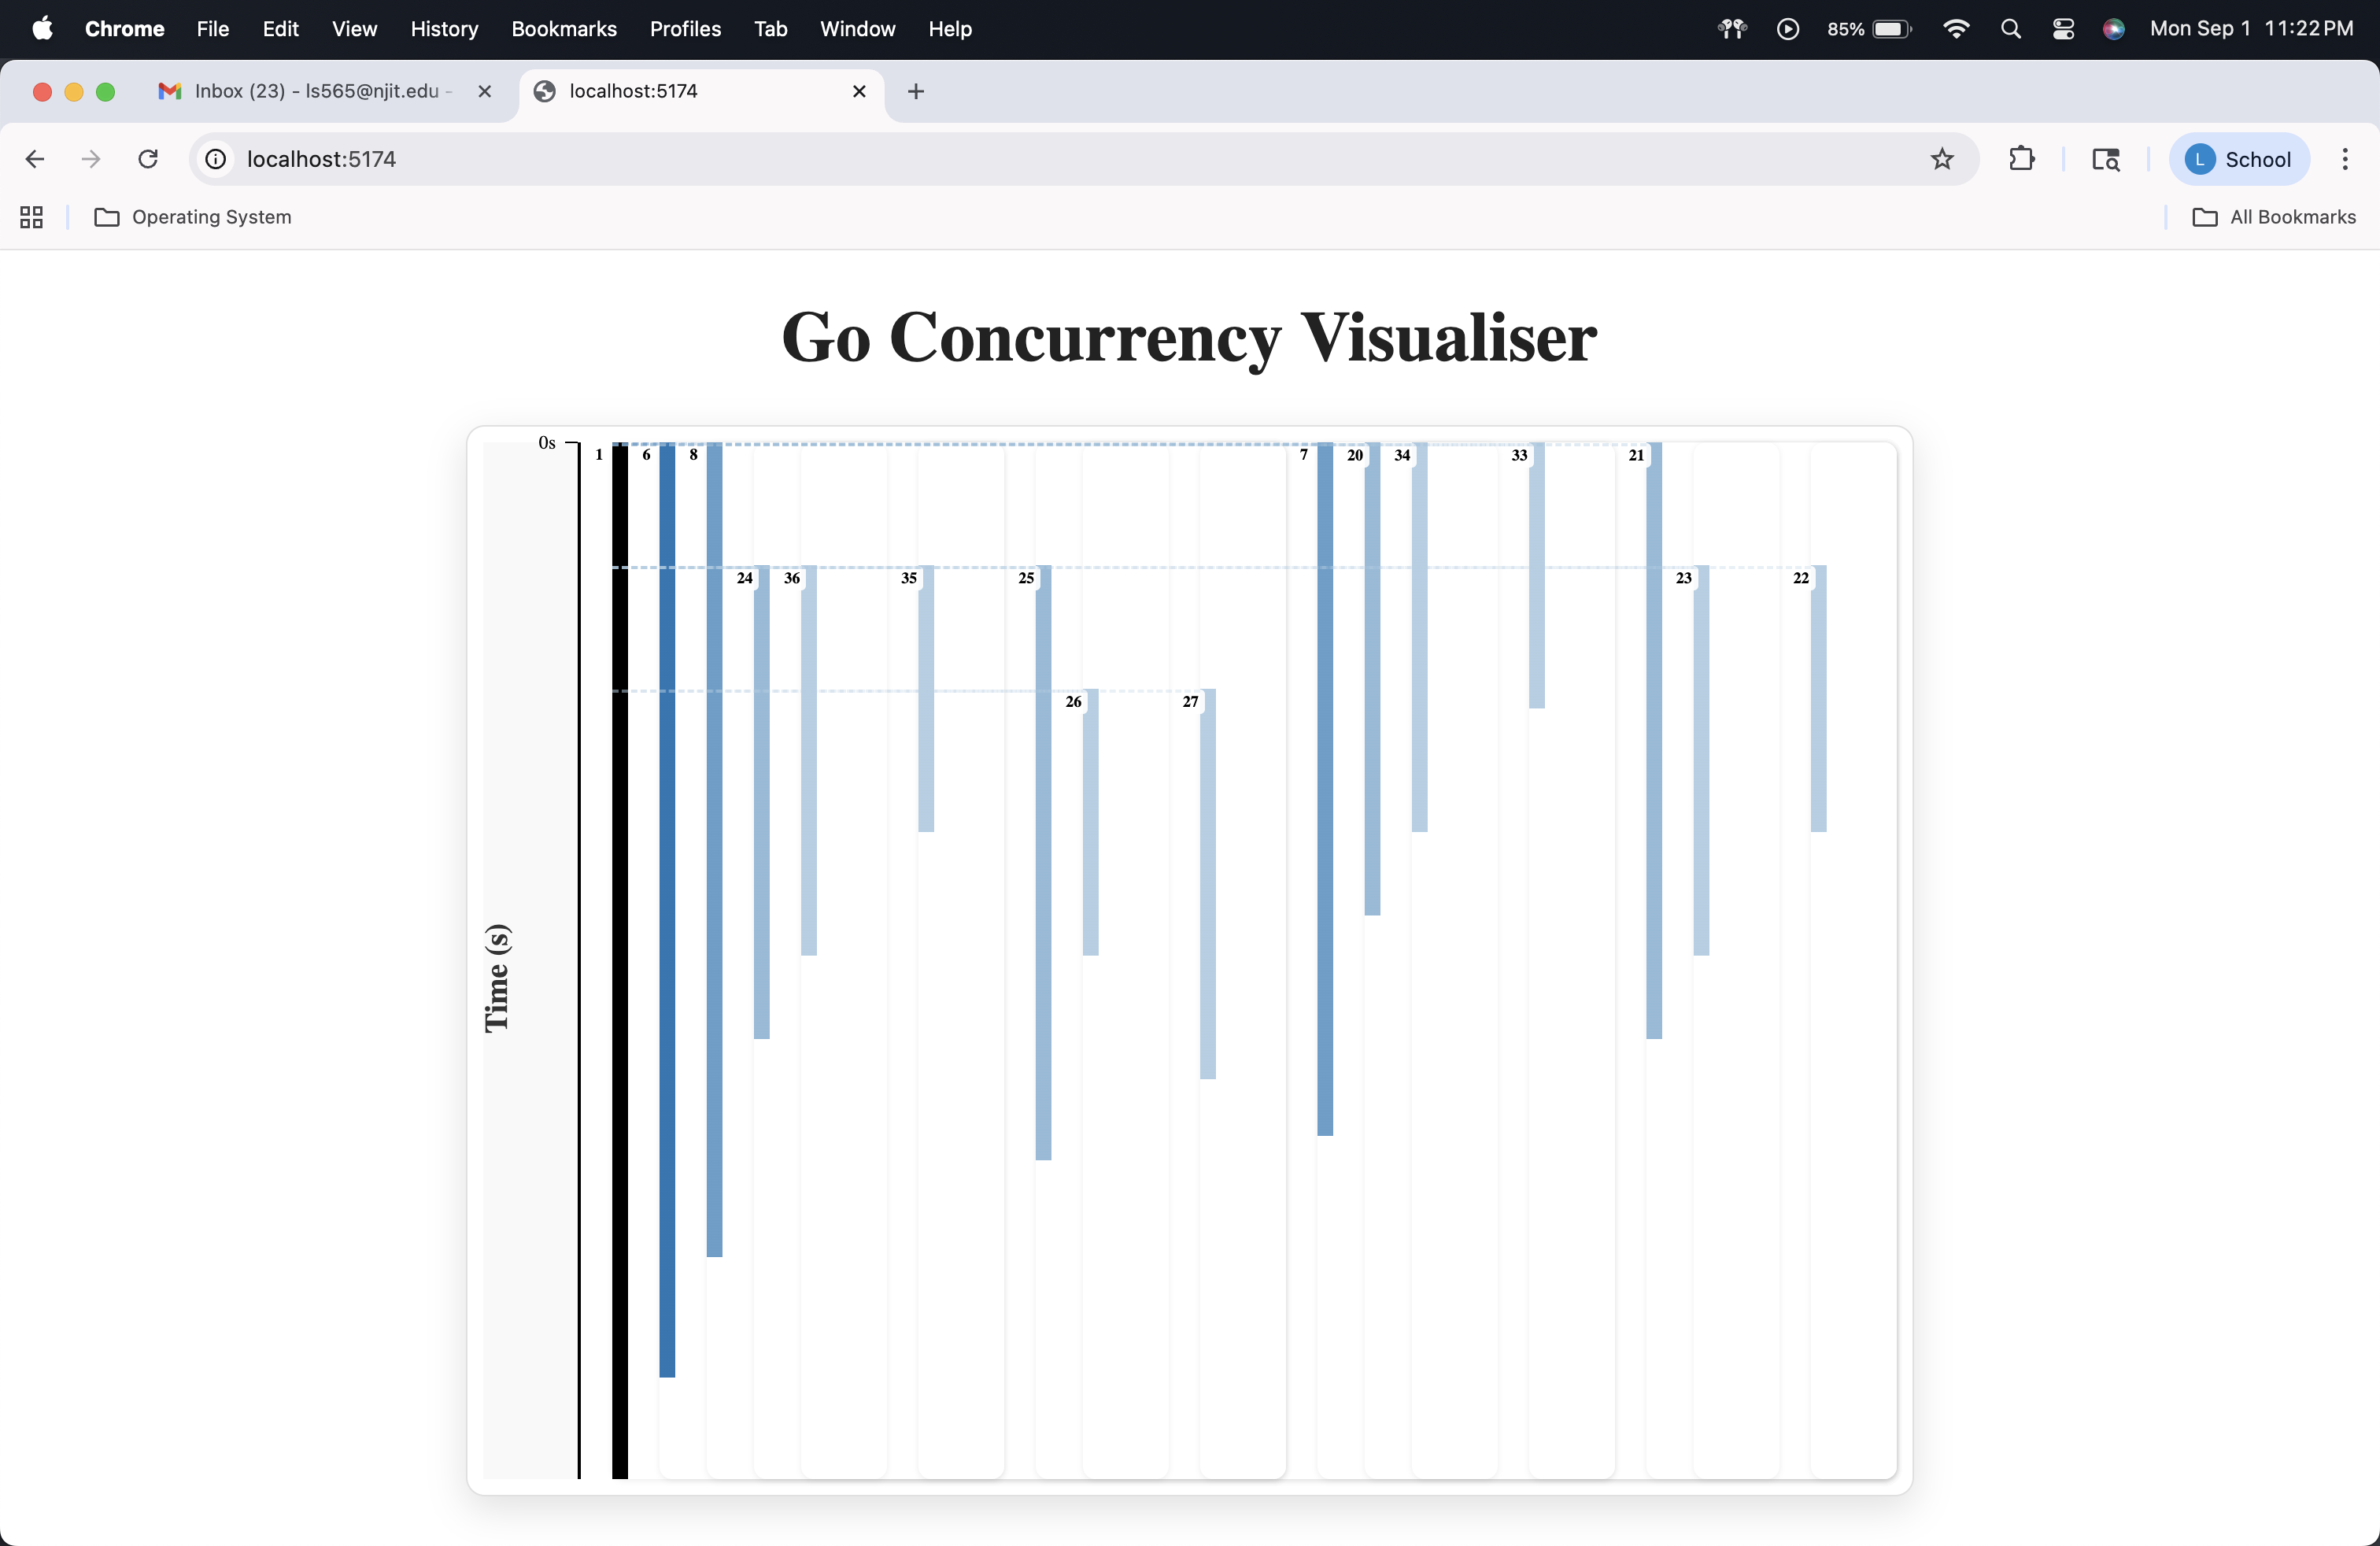 Chrome File Edit View History Bookmarks Profiles Tab Window Help 85% Mon Sep 1 11:22 PM
Inbox (23) - ls565@njit.edu - localhost:5174
localhost:5174 L School
Operating System All Bookmarks
Go Concurrency Visualiser
0s 1 6 8 7 20 34 33 21
24 36 35 25 23 22
26 27
Time (s)